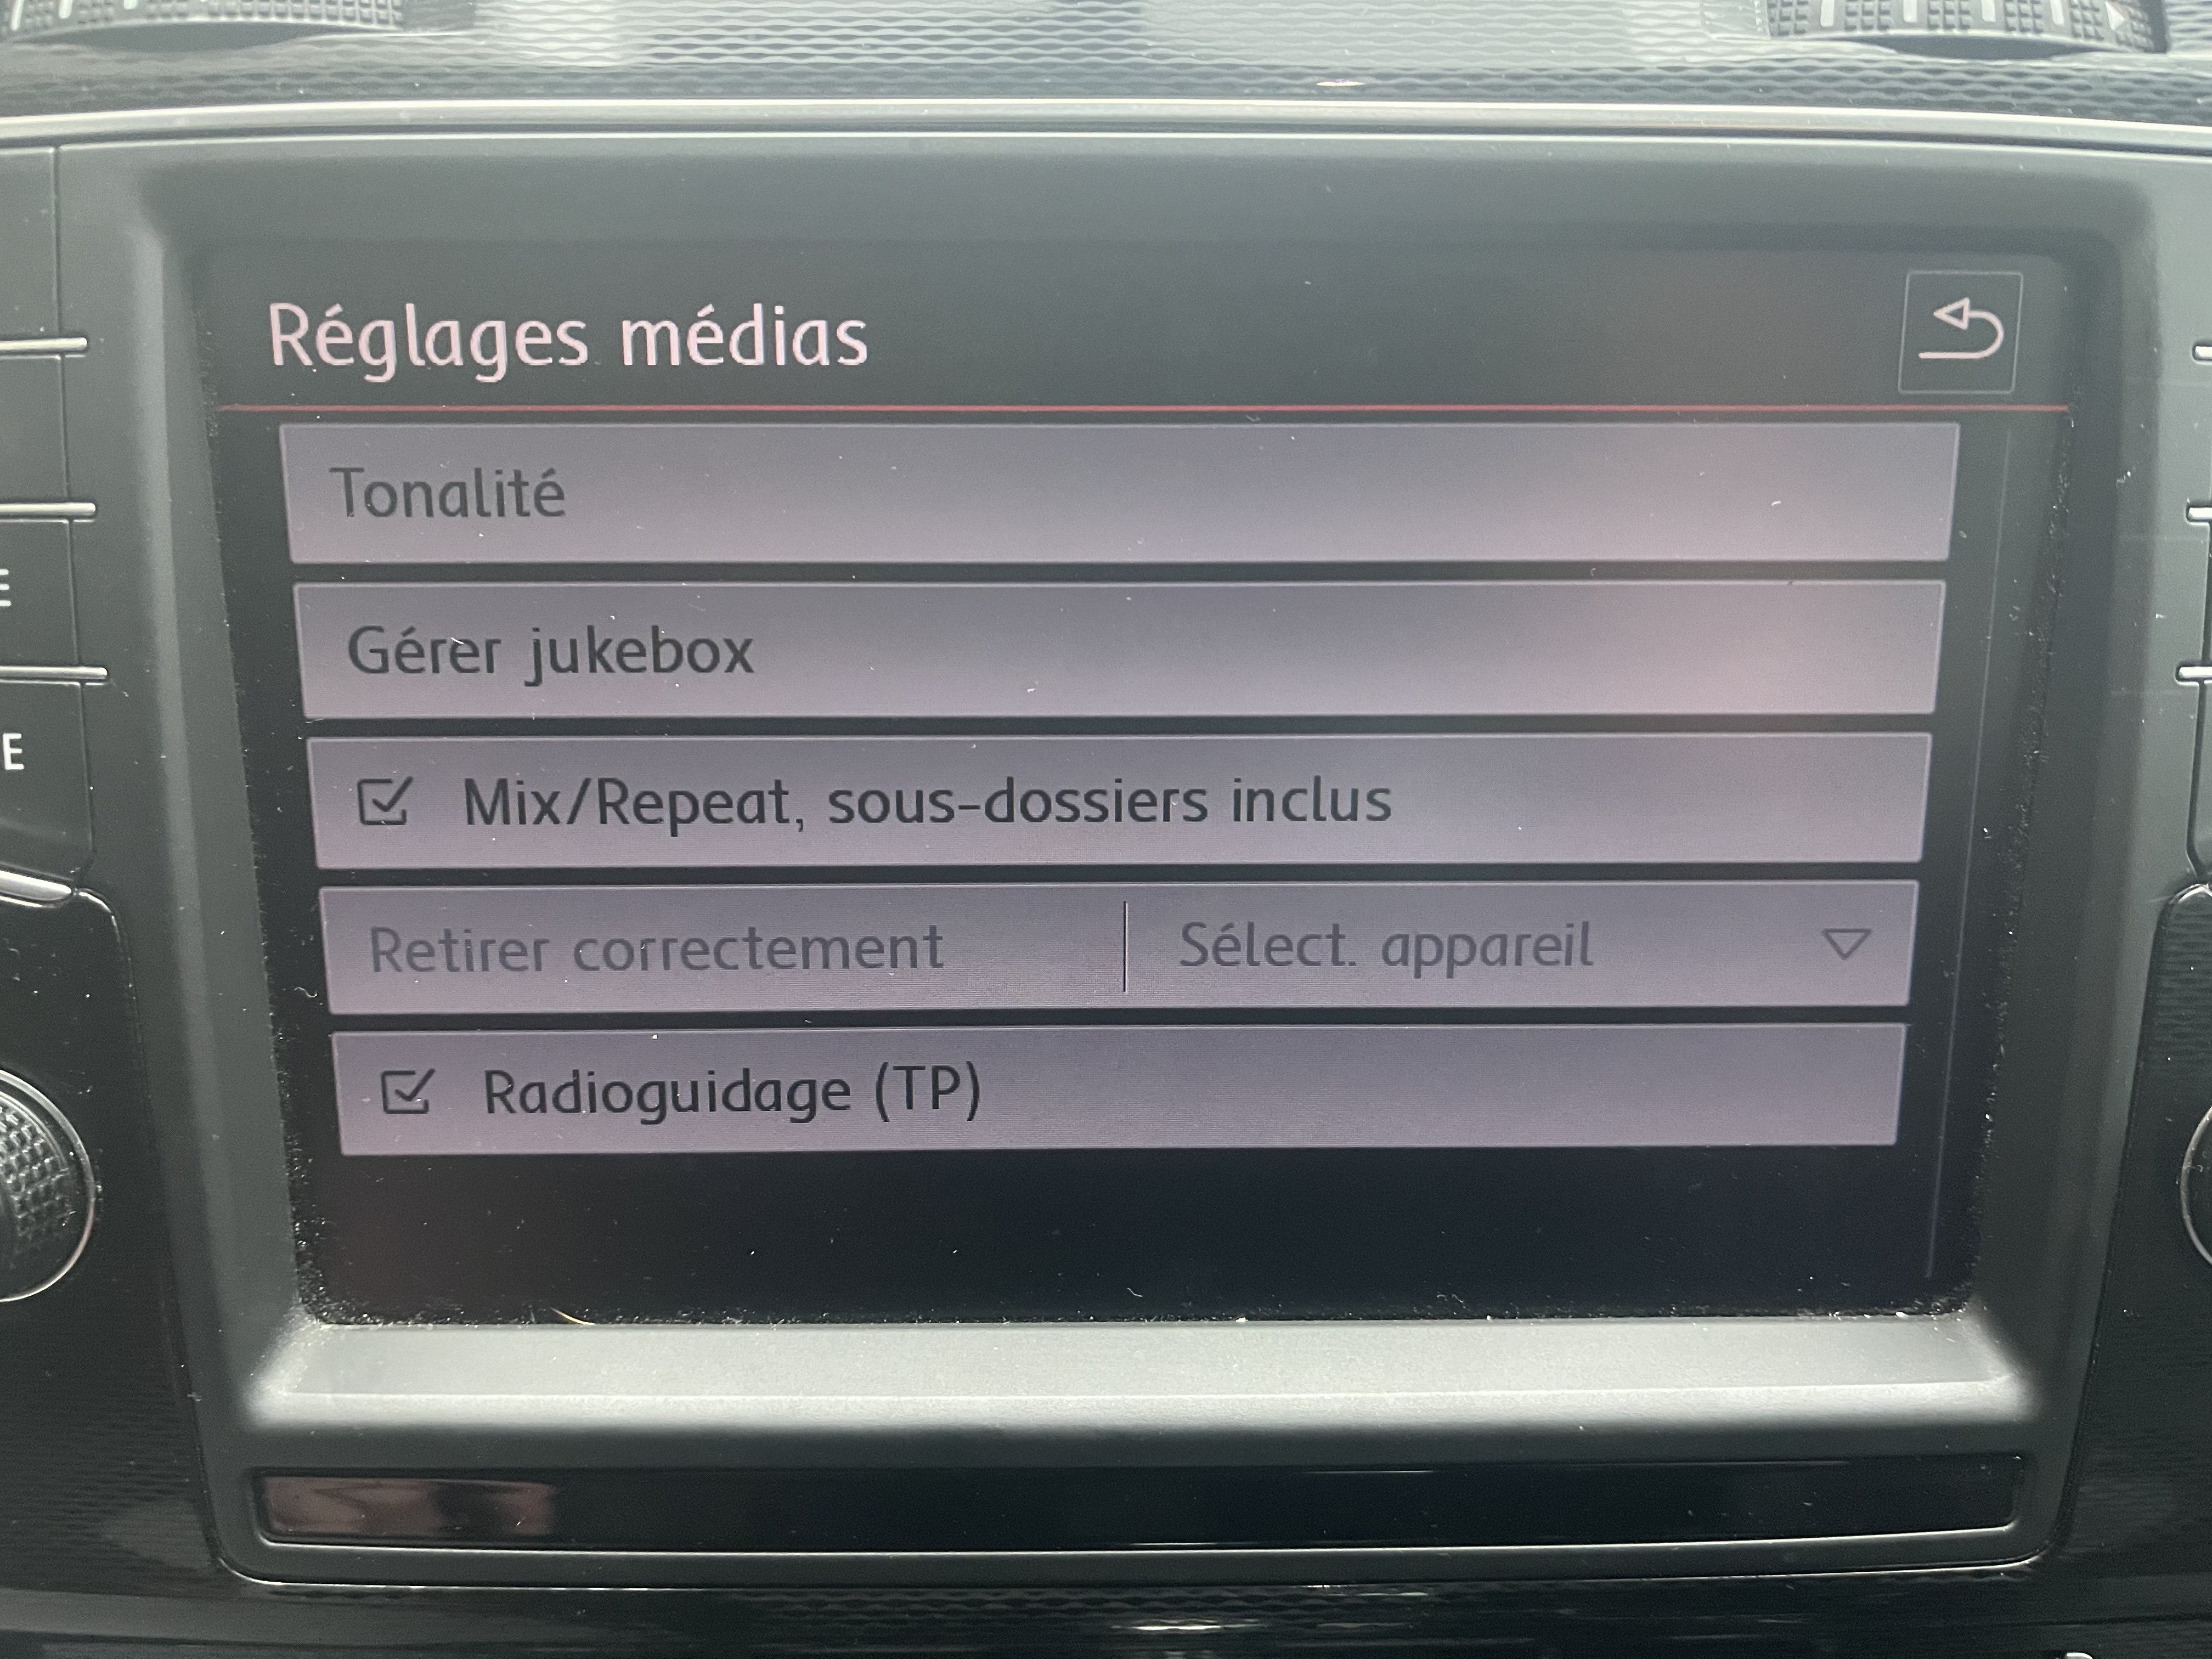 Réglages médias
Tonalité
Gérer jukebox
Mix/Repeat, sous-dossiers inclus
Retirer correctement Sélect. appareil
Radioguidage (TP)
E
E